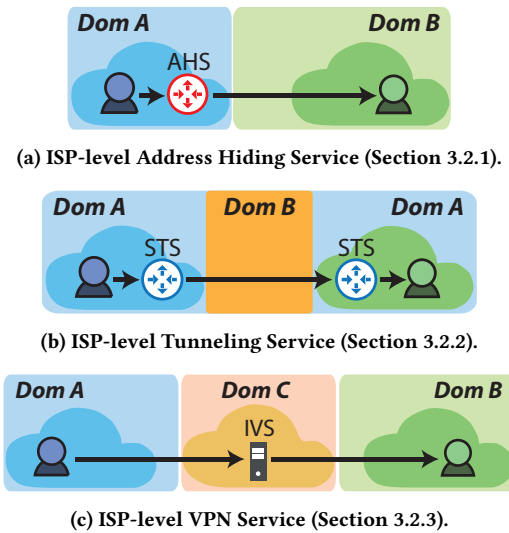 Dom A Dom B
AHS
(a) ISP-level Address Hiding Service (Section 3.2.1).
Dom A Dom B Dom A
STS STS
(b) ISP-level Tunneling Service (Section 3.2.2).
Dom A Dom C Dom B
IVS
(c) ISP-level VPN Service (Section 3.2.3).